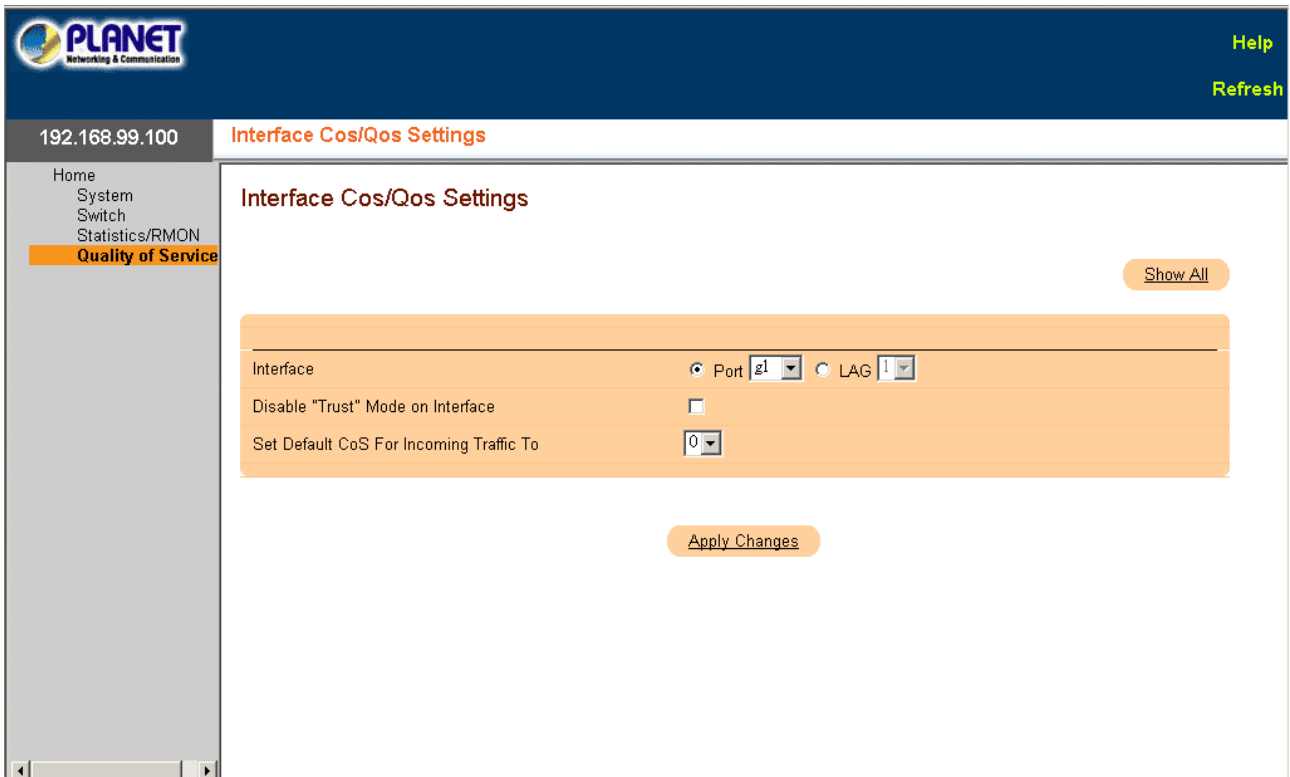 PLANET
Networking & Communication
Help
Refresh
192.168.99.100
Interface Cos/Qos Settings
Home
System
Switch
Statistics/RMON
Quality of Service
Interface Cos/Qos Settings
Show All
Interface Port g1 LAG 1
Disable "Trust" Mode on Interface
Set Default CoS For Incoming Traffic To 0
Apply Changes